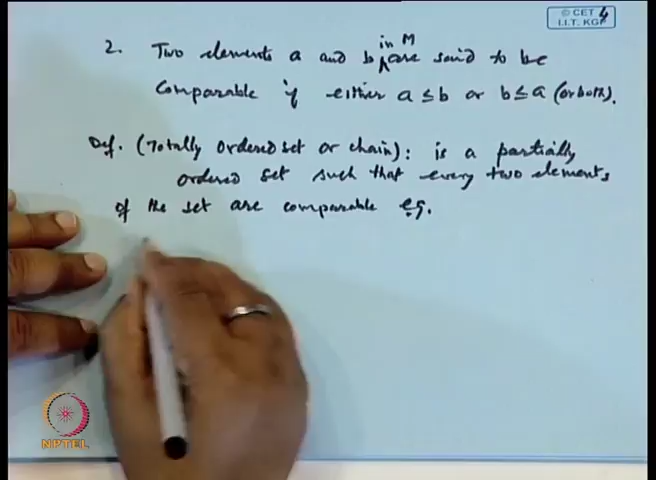 © CET 4
I.I.T. KGP
2. Two elements a and b in M are said to be
comparable if either a ≤ b or b ≤ a (or both).
Def. (Totally ordered set or chain): is a partially
ordered set such that every two elements
of the set are comparable eg.
NPTEL